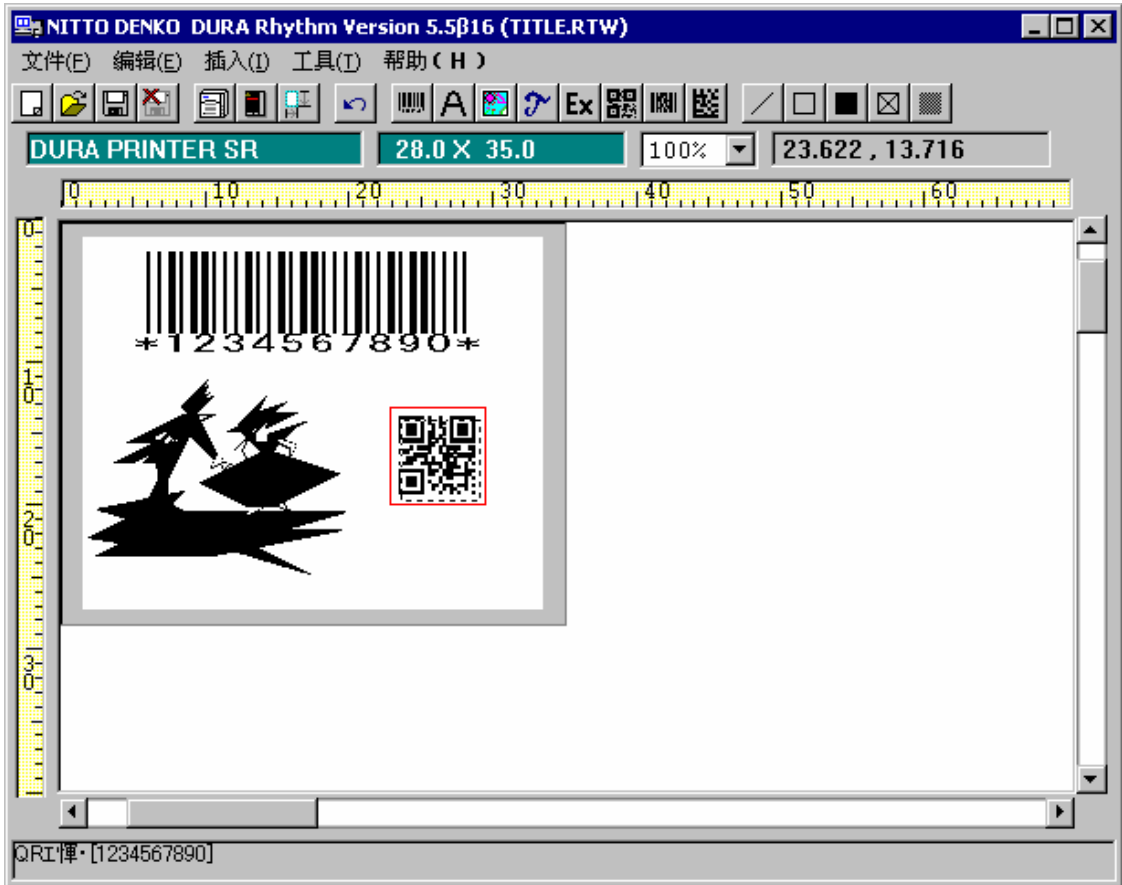 NITTO DENKO DURA Rhythm Version 5.5β16 (TITLE.RTW)
文件(F) 编辑(E) 插入(I) 工具(T) 帮助(H)
A Ex
DURA PRINTER SR 28.0 X 35.0 100% 23.622 , 13.716
0 10 20 30 40 50 60
0
*1234567890*
10
20
30
QRI'惲・[1234567890]